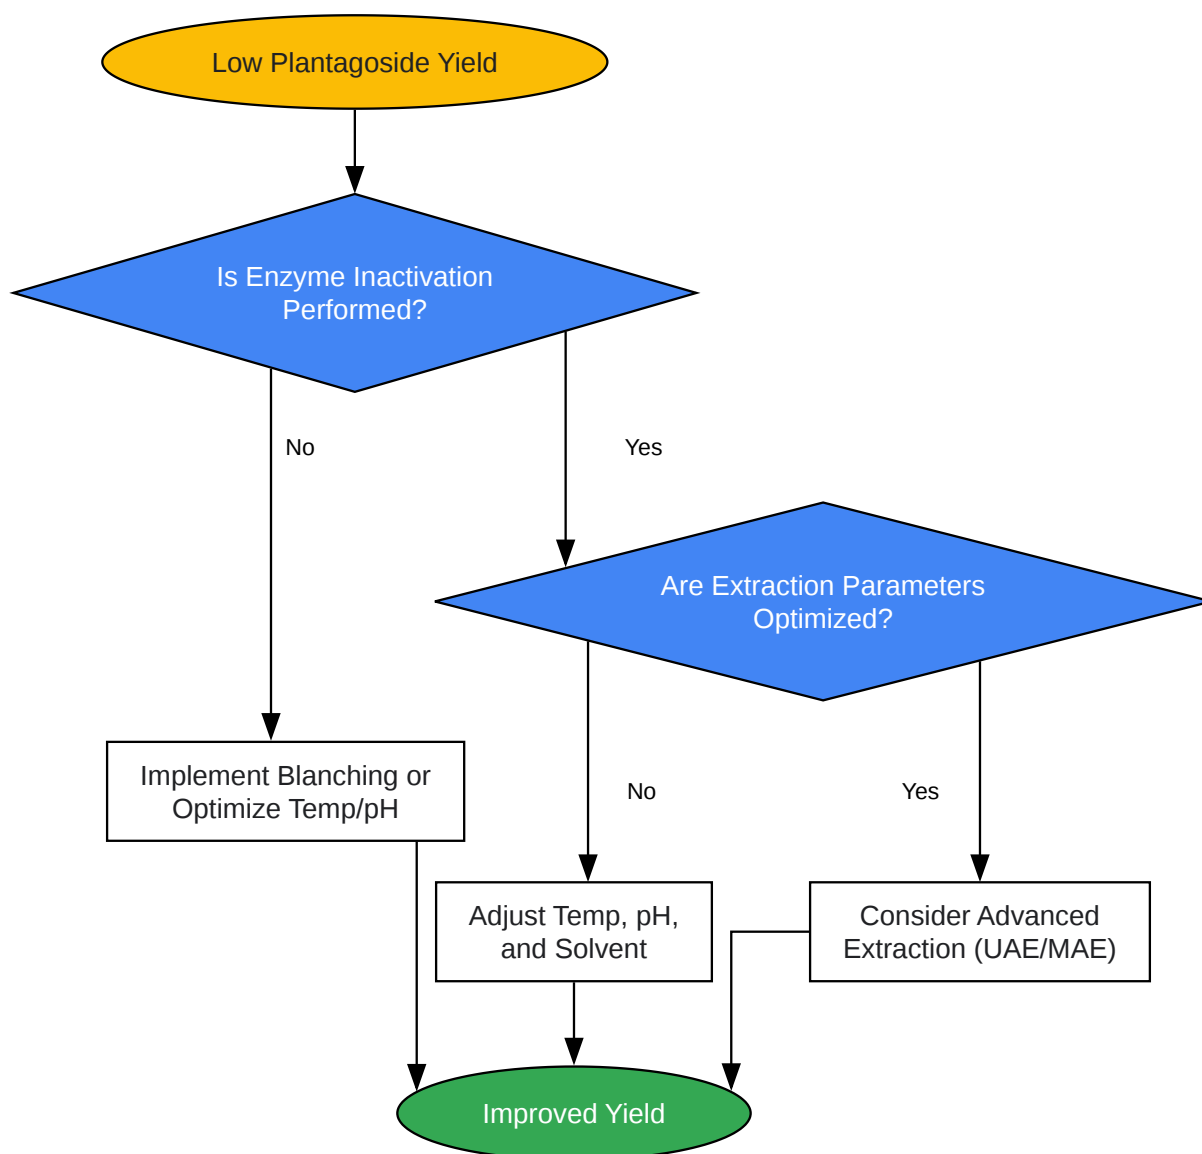 Low Plantagoside Yield
Is Enzyme Inactivation
Performed?
No
Yes
Are Extraction Parameters
Optimized?
Implement Blanching or
Optimize Temp/pH
No
Yes
Adjust Temp, pH,
and Solvent
Consider Advanced
Extraction (UAE/MAE)
Improved Yield